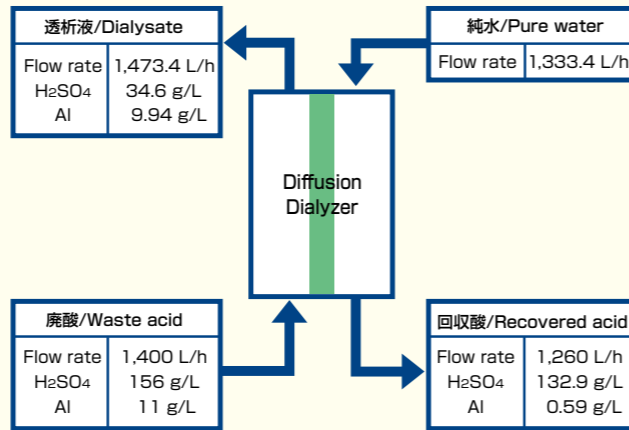 透析液/Dialysate
Flow rate 1,473.4 L/h
H₂SO₄ 34.6 g/L
Al 9.94 g/L
純水/Pure water
Flow rate 1,333.4 L/h
Diffusion
Dialyzer
廃酸/Waste acid
Flow rate 1,400 L/h
H₂SO₄ 156 g/L
Al 11 g/L
回収酸/Recovered acid
Flow rate 1,260 L/h
H₂SO₄ 132.9 g/L
Al 0.59 g/L